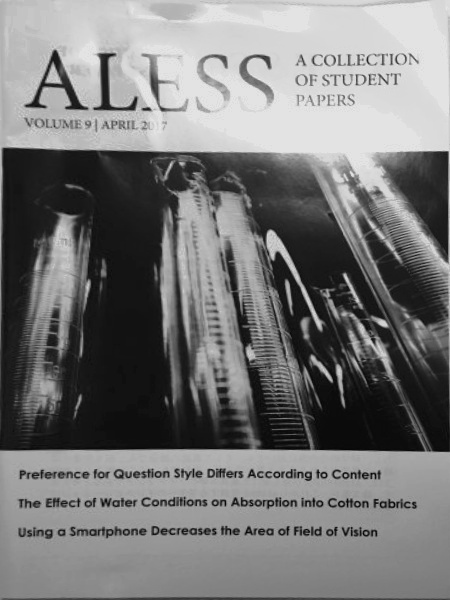 ALESS
A COLLECTION
OF STUDENT
PAPERS
VOLUME 9 | APRIL 2017
Preference for Question Style Differs According to Content
The Effect of Water Conditions on Absorption into Cotton Fabrics
Using a Smartphone Decreases the Area of Field of Vision